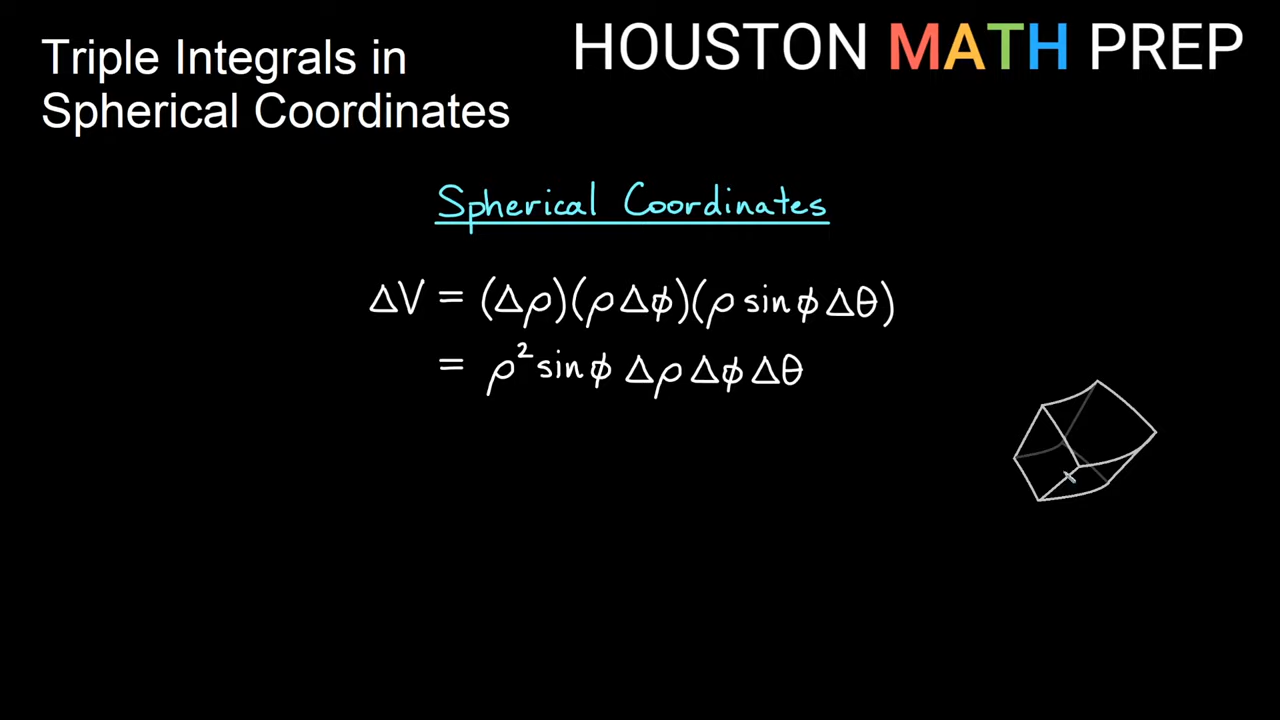 Triple Integrals in
Spherical Coordinates
HOUSTON MATH PREP
Spherical Coordinates
ΔV = (Δρ)(ρΔϕ)(ρ sinϕ Δθ)
= ρ² sinϕ Δρ Δϕ Δθ